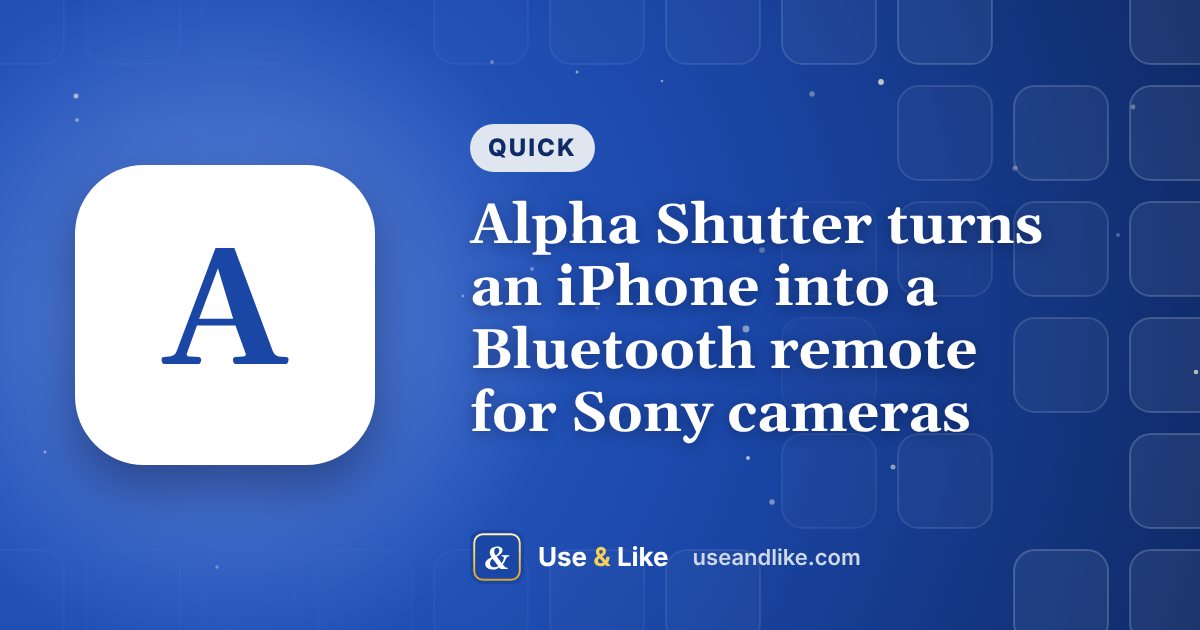 A
QUICK
Alpha Shutter turns
an iPhone into a
Bluetooth remote
for Sony cameras
& Use & Like useandlike.com